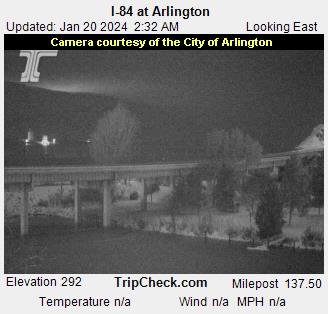 I-84 at Arlington
Updated: Jan 20 2024 2:32 AM Looking East
Camera courtesy of the City of Arlington
Elevation 292 TripCheck.com Milepost 137.50
Temperature n/a Wind n/a MPH n/a